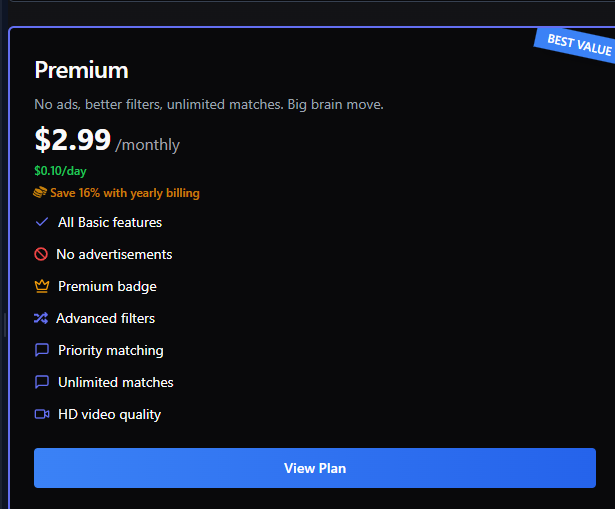 BEST VALUE
Premium
No ads, better filters, unlimited matches. Big brain move.
$2.99 /monthly
$0.10/day
Save 16% with yearly billing
All Basic features
No advertisements
Premium badge
Advanced filters
Priority matching
Unlimited matches
HD video quality
View Plan